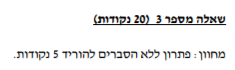 שאלה מספר 3 (20 נקודות)
מחוון: פתרון ללא הסברים להוריד 5 נקודות.